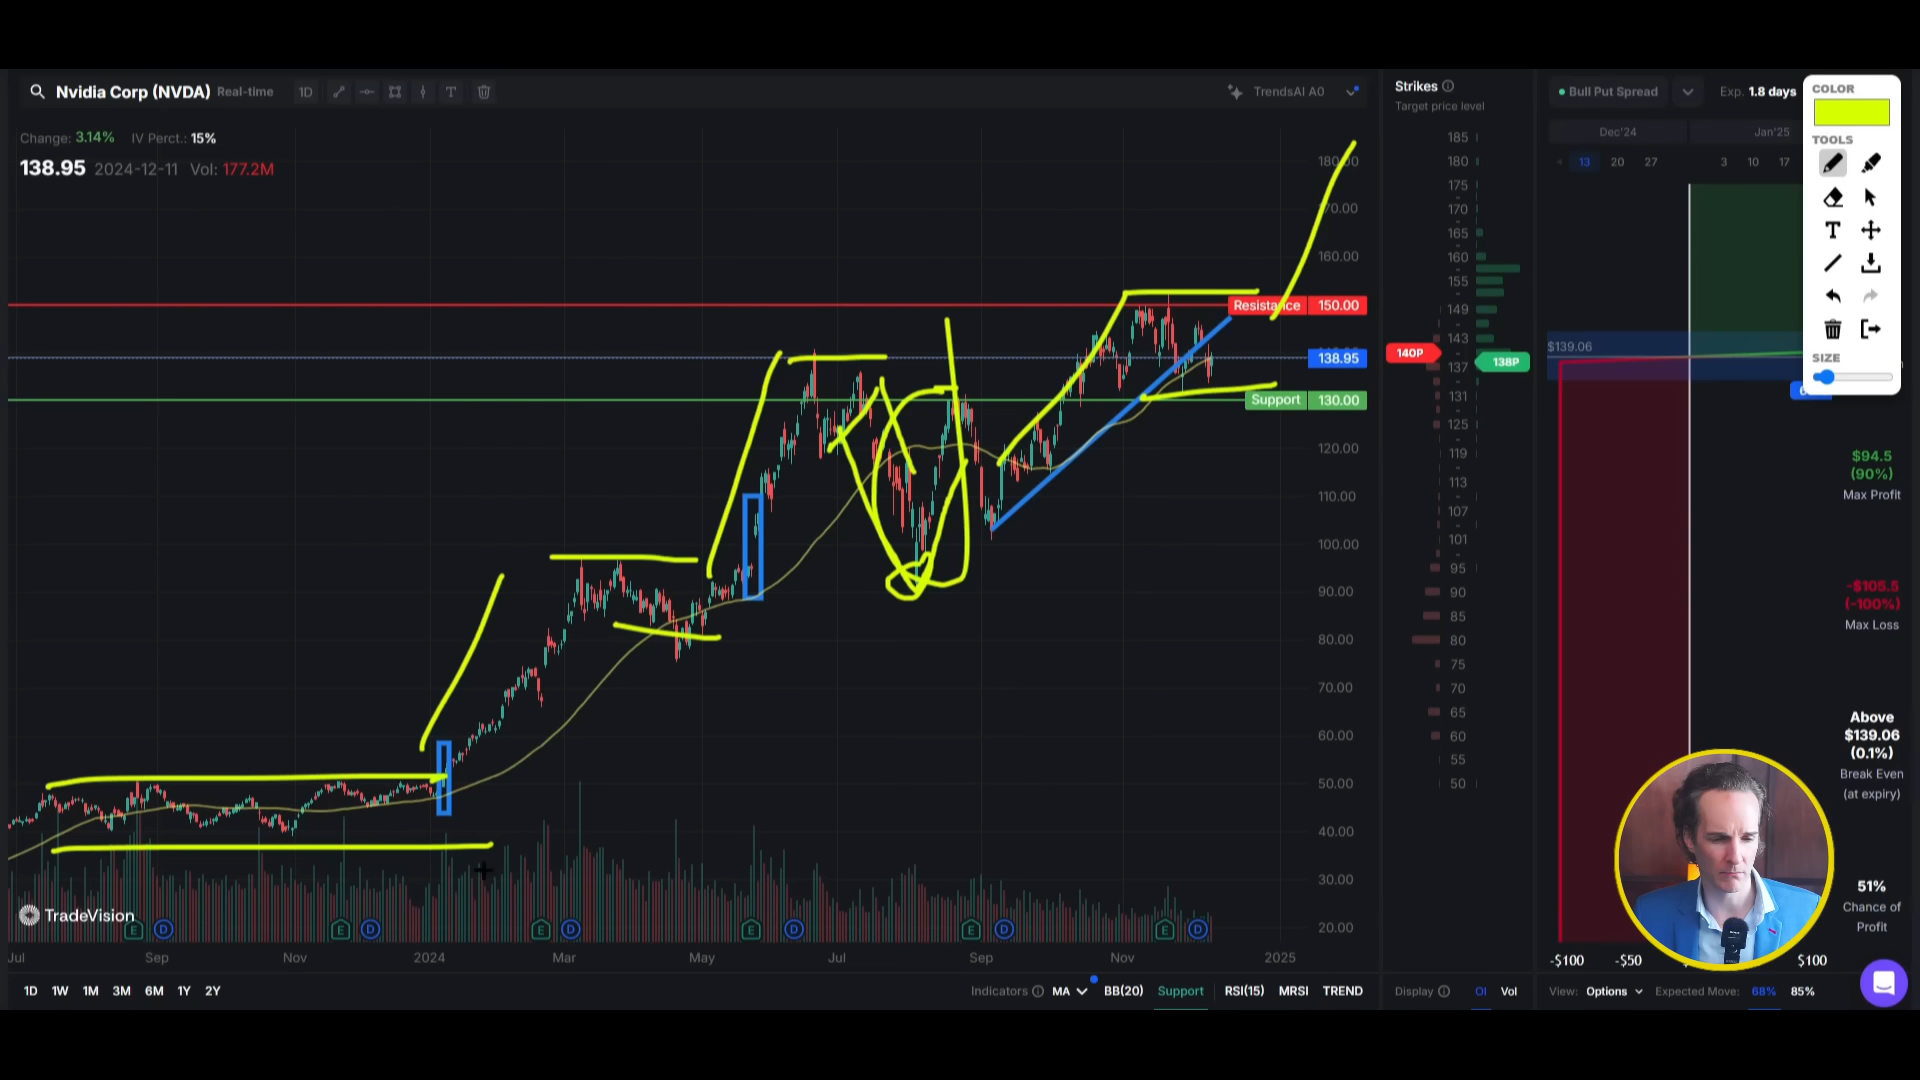 Nvidia Corp (NVDA) Real-time 1D T TrendsAI A0
Change: 3.14% IV Perct.: 15%
138.95 2024-12-11 Vol: 177.2M
180.00
170.00
160.00
Resistance 150.00
138.95
Support 130.00
120.00
110.00
100.00
90.00
80.00
70.00
60.00
50.00
40.00
30.00
20.00
TradeVision
E D E D E D E D E D E D
Jul Sep Nov 2024 Mar May Jul Sep Nov 2025
1D 1W 1M 3M 6M 1Y 2Y
Indicators MA BB(20) Support RSI(15) MRSI TREND
Strikes
Target price level
185
180
175
170
165
160
155
149
143
140P
138P
137
131
125
119
113
107
101
95
90
85
80
75
70
65
60
55
50
Display OI Vol
Bull Put Spread Exp. 1.8 days
Dec'24 Jan'25
13 20 27 3 10 17
$139.06
COLOR
TOOLS
T
SIZE
$94.5
(90%)
Max Profit
-$105.5
(-100%)
Max Loss
Above
$139.06
(0.1%)
Break Even
(at expiry)
51%
Chance of
Profit
-$100 -$50 $100
View: Options Expected Move: 68% 85%